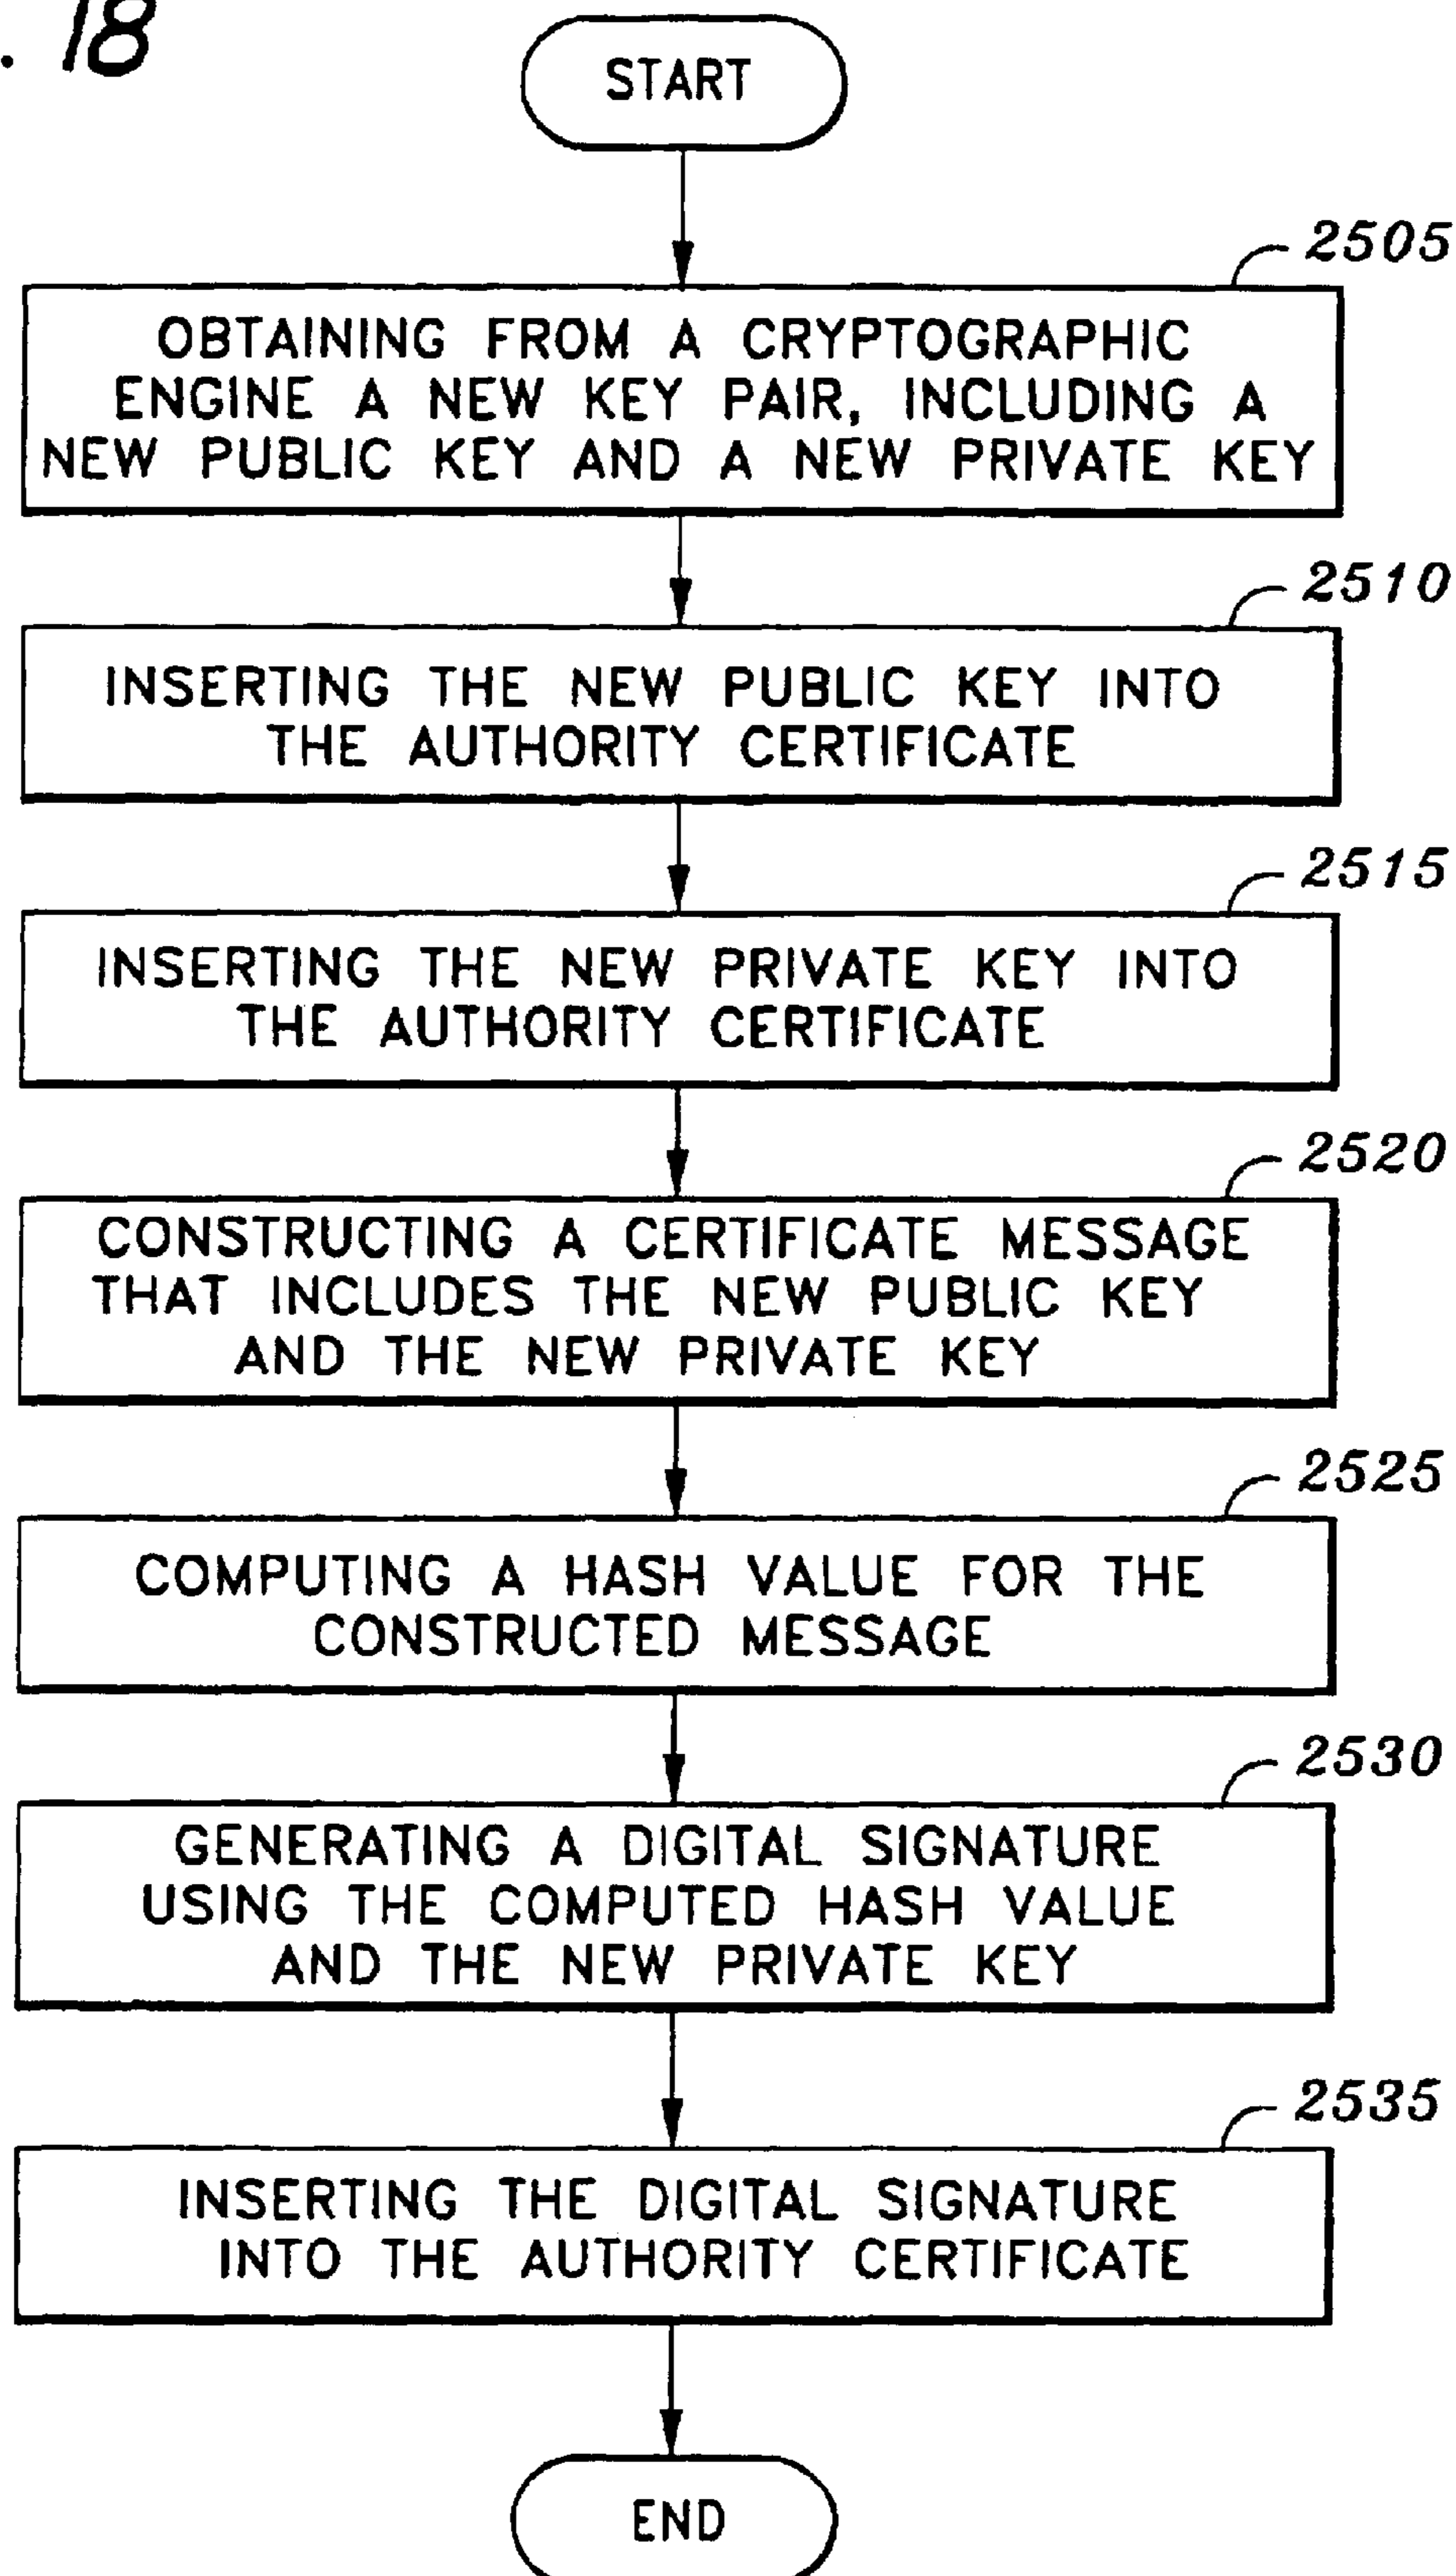 . 18
START
2505
OBTAINING FROM A CRYPTOGRAPHIC
ENGINE A NEW KEY PAIR, INCLUDING A
NEW PUBLIC KEY AND A NEW PRIVATE KEY
2510
INSERTING THE NEW PUBLIC KEY INTO
THE AUTHORITY CERTIFICATE
2515
INSERTING THE NEW PRIVATE KEY INTO
THE AUTHORITY CERTIFICATE
2520
CONSTRUCTING A CERTIFICATE MESSAGE
THAT INCLUDES THE NEW PUBLIC KEY
AND THE NEW PRIVATE KEY
2525
COMPUTING A HASH VALUE FOR THE
CONSTRUCTED MESSAGE
2530
GENERATING A DIGITAL SIGNATURE
USING THE COMPUTED HASH VALUE
AND THE NEW PRIVATE KEY
2535
INSERTING THE DIGITAL SIGNATURE
INTO THE AUTHORITY CERTIFICATE
END